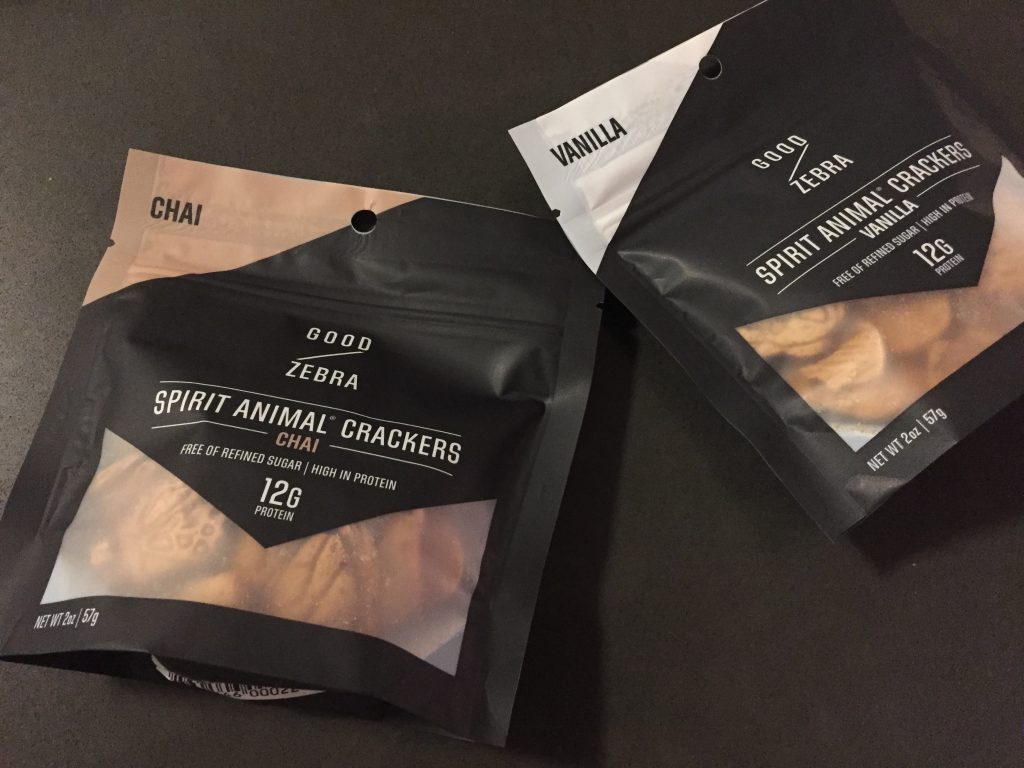 CHAI
GOOD
ZEBRA
SPIRIT ANIMAL® CRACKERS
CHAI
FREE OF REFINED SUGAR | HIGH IN PROTEIN
12G
PROTEIN
NET WT 2oz | 57g
VANILLA
GOOD
ZEBRA
SPIRIT ANIMAL® CRACKERS
VANILLA
FREE OF REFINED SUGAR | HIGH IN PROTEIN
12G
PROTEIN
NET WT 2oz | 57g